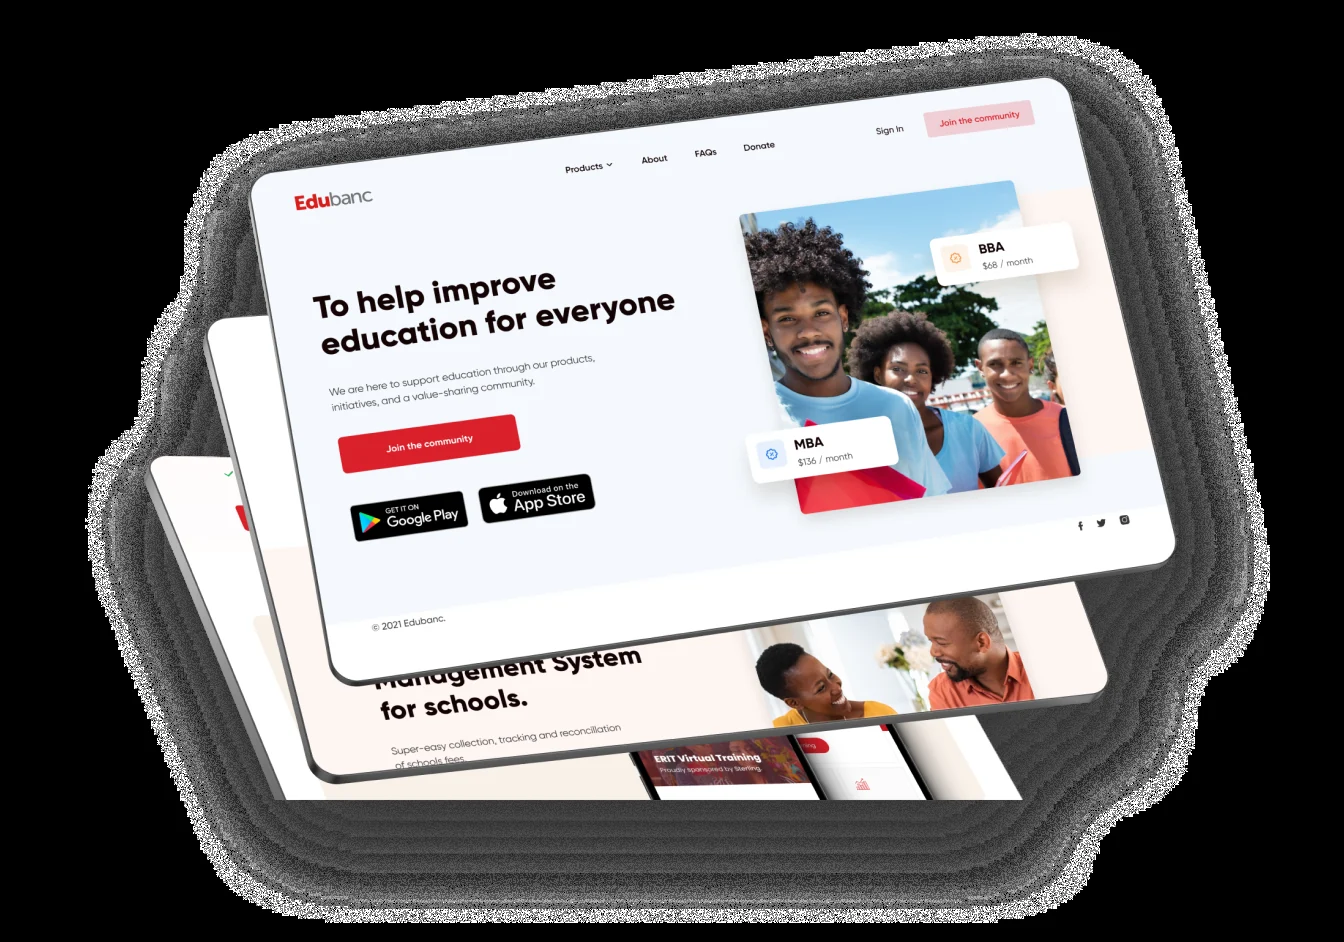 Edubanc
Products
About
FAQs
Donate
Sign In
Join the community
To help improve
education for everyone
We are here to support education through our products,
initiatives, and a value-sharing community.
Join the community
GET IT ON
Google Play
Download on the
App Store
BBA
$68 / month
MBA
$136 / month
© 2021 Edubanc.
Management System
for schools.
Super-easy collection, tracking and reconciliation
of schools fees
ERIT Virtual Training
Proudly sponsored by Sterling.